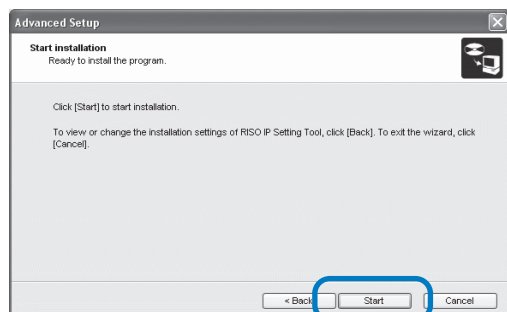 Advanced Setup
Start installation
Ready to install the program.
Click [Start] to start installation.
To view or change the installation settings of RISO IP Setting Tool, click [Back]. To exit the wizard, click
[Cancel].
< Back
Start
Cancel